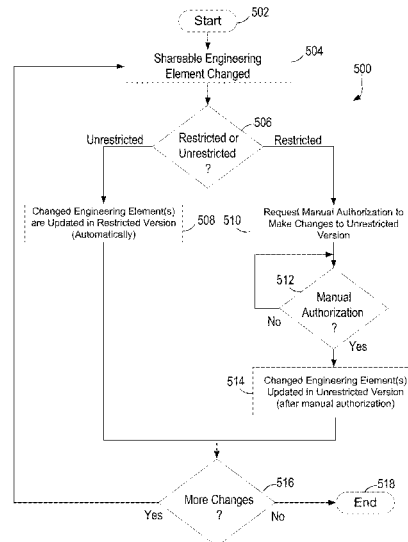 Start
502
Shareable Engineering
Element Changed
504
500
506
Unrestricted
Restricted or
Unrestricted
?
Restricted
Changed Engineering Element(s)
are Updated in Restricted Version
(Automatically)
508
510
Request Manual Authorization to
Make Changes to Unrestricted
Version
512
Manual
Authorization
?
No
Yes
514
Changed Engineering Element(s)
Updated in Unrestricted Version
(after manual authorization)
516
518
More Changes
?
Yes
No
End